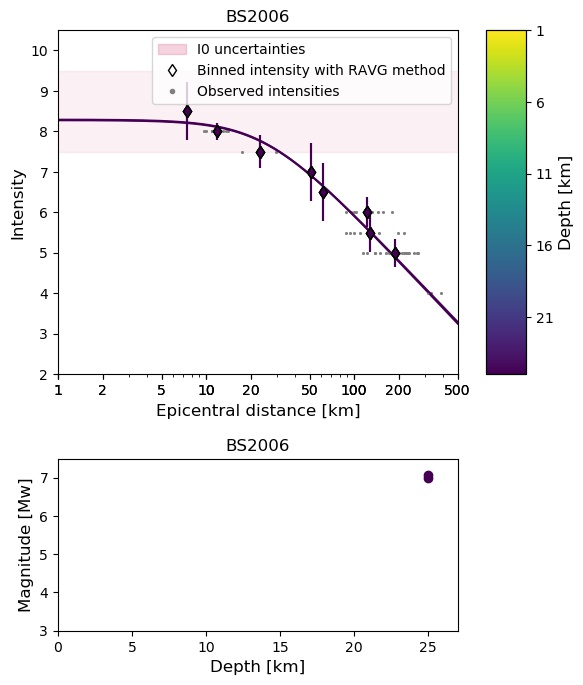 BS2006
I0 uncertainties
Binned intensity with RAVG method
Observed intensities
10
9
8
7
6
5
4
3
2
Intensity
1 2 5 10 20 50 100 200 500
Epicentral distance [km]
1
6
11
16
21
Depth [km]
BS2006
7
6
5
4
3
Magnitude [Mw]
0 5 10 15 20 25
Depth [km]